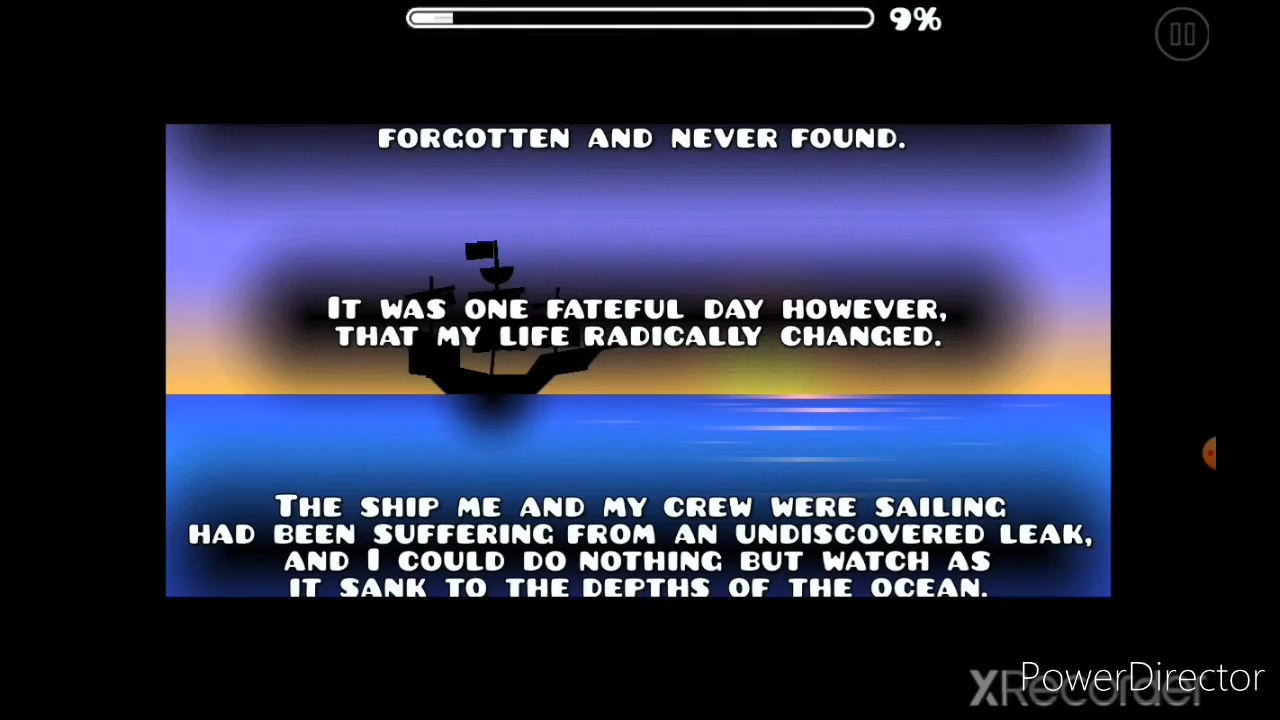 9%
FORGOTTEN AND NEVER FOUND.
IT WAS ONE FATEFUL DAY HOWEVER,
THAT MY LIFE RADICALLY CHANGED.
THE SHIP ME AND MY CREW WERE SAILING
HAD BEEN SUFFERING FROM AN UNDISCOVERED LEAK,
AND I COULD DO NOTHING BUT WATCH AS
IT SANK TO THE DEPTHS OF THE OCEAN.
PowerDirector
XRecorder